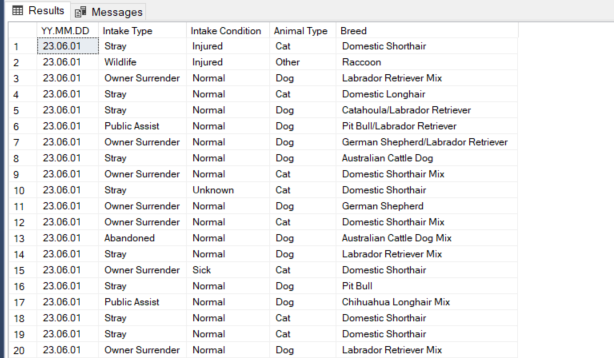 Results Messages
YY.MM.DD Intake Type Intake Condition Animal Type Breed
1 23.06.01 Stray Injured Cat Domestic Shorthair
2 23.06.01 Wildlife Injured Other Raccoon
3 23.06.01 Owner Surrender Normal Dog Labrador Retriever Mix
4 23.06.01 Stray Normal Cat Domestic Longhair
5 23.06.01 Stray Normal Dog Catahoula/Labrador Retriever
6 23.06.01 Public Assist Normal Dog Pit Bull/Labrador Retriever
7 23.06.01 Owner Surrender Normal Dog German Shepherd/Labrador Retriever
8 23.06.01 Stray Normal Dog Australian Cattle Dog
9 23.06.01 Owner Surrender Normal Cat Domestic Shorthair Mix
10 23.06.01 Stray Unknown Cat Domestic Shorthair
11 23.06.01 Owner Surrender Normal Dog German Shepherd
12 23.06.01 Owner Surrender Normal Cat Domestic Shorthair Mix
13 23.06.01 Abandoned Normal Dog Australian Cattle Dog Mix
14 23.06.01 Stray Normal Dog Labrador Retriever Mix
15 23.06.01 Owner Surrender Sick Cat Domestic Shorthair
16 23.06.01 Stray Normal Dog Pit Bull
17 23.06.01 Public Assist Normal Dog Chihuahua Longhair Mix
18 23.06.01 Stray Normal Cat Domestic Shorthair
19 23.06.01 Stray Normal Cat Domestic Shorthair
20 23.06.01 Owner Surrender Normal Dog Labrador Retriever Mix